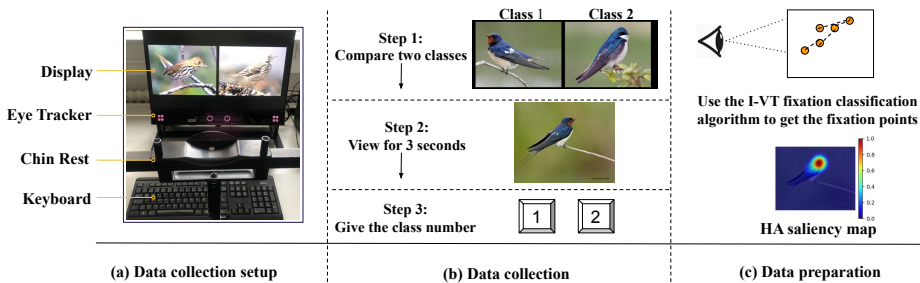 Display
Eye Tracker
Chin Rest
Keyboard
(a) Data collection setup
Class 1
Class 2
Step 1:
Compare two classes
Step 2:
View for 3 seconds
Step 3:
Give the class number
1
2
(b) Data collection
Use the I-VT fixation classification
algorithm to get the fixation points
1.0
0.8
0.6
0.4
0.2
0.0
HA saliency map
(c) Data preparation